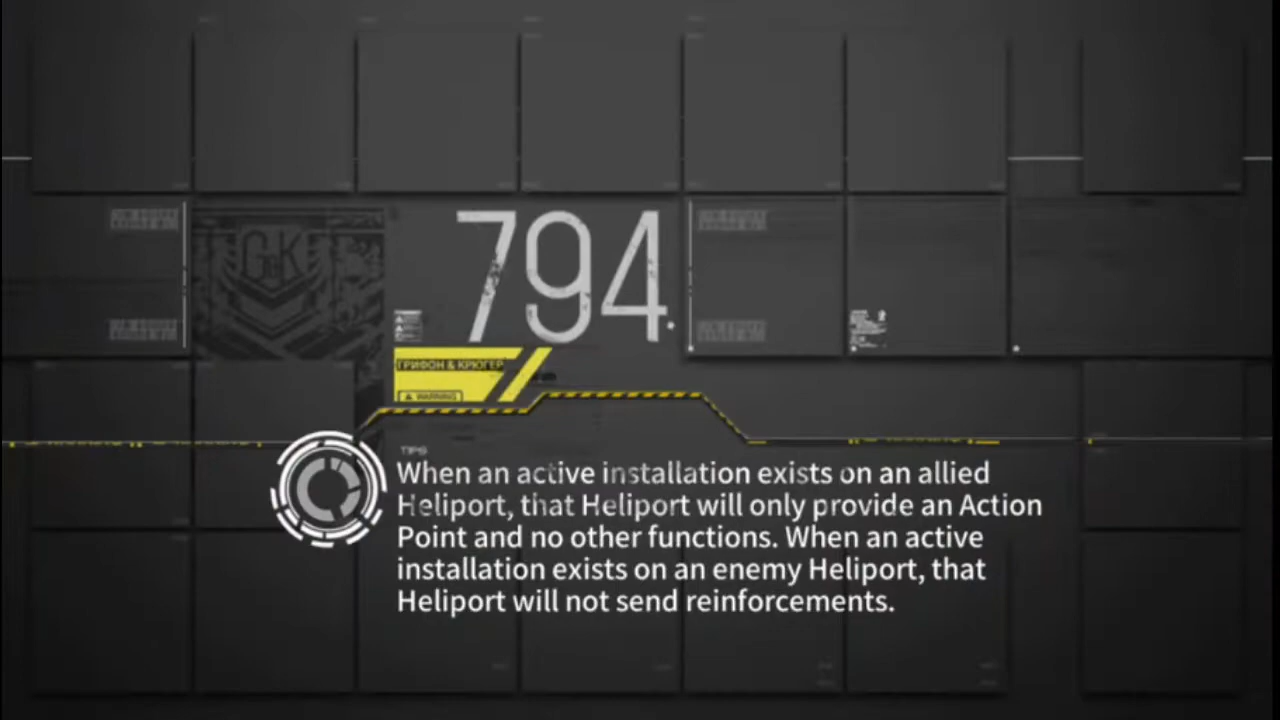 G&K
794.
ГРИФОН & КРЮГЕР
WARNING
TIPS
When an active installation exists on an allied
Heliport, that Heliport will only provide an Action
Point and no other functions. When an active
installation exists on an enemy Heliport, that
Heliport will not send reinforcements.